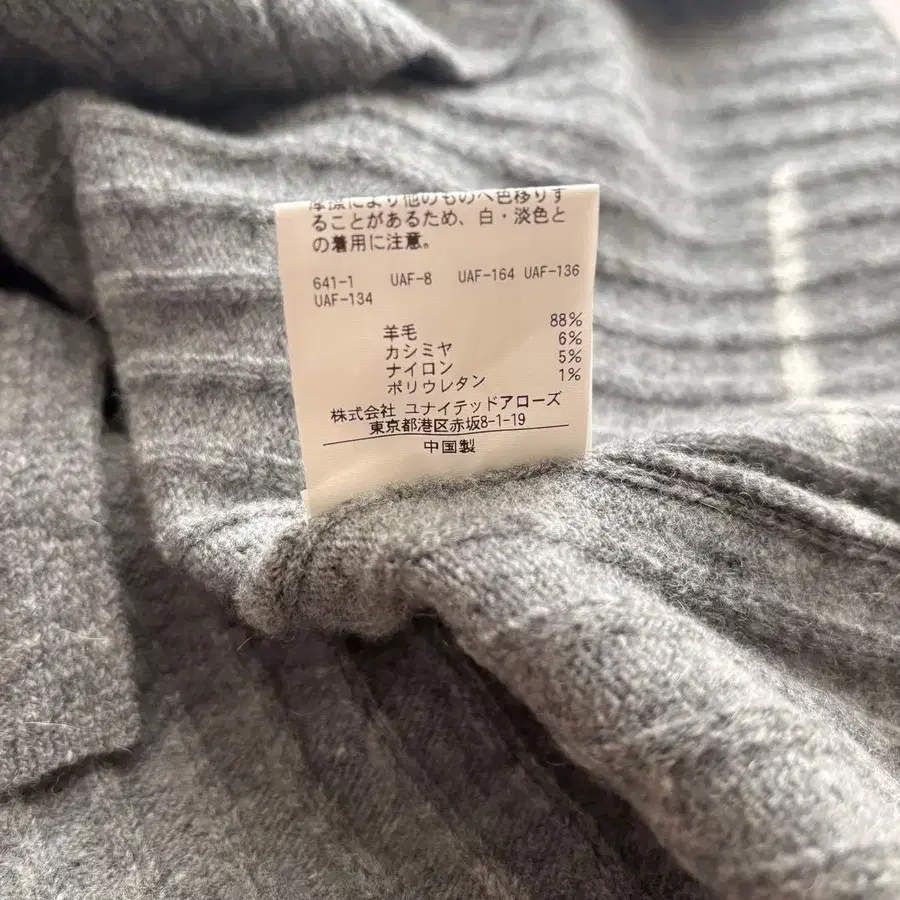 摩擦により他のものへ色移りす
ることがあるため、白・淡色と
の着用に注意。
641-1 UAF-8 UAF-164 UAF-136
UAF-134
羊毛 88%
カシミヤ 6%
ナイロン 5%
ポリウレタン 1%
株式会社 ユナイテッドアローズ
東京都港区赤坂8-1-19
中国製